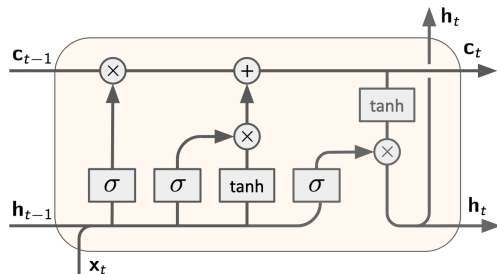 h_t
c_{t-1}
c_t
×
+
tanh
×
×
σ
σ
tanh
σ
h_{t-1}
h_t
x_t